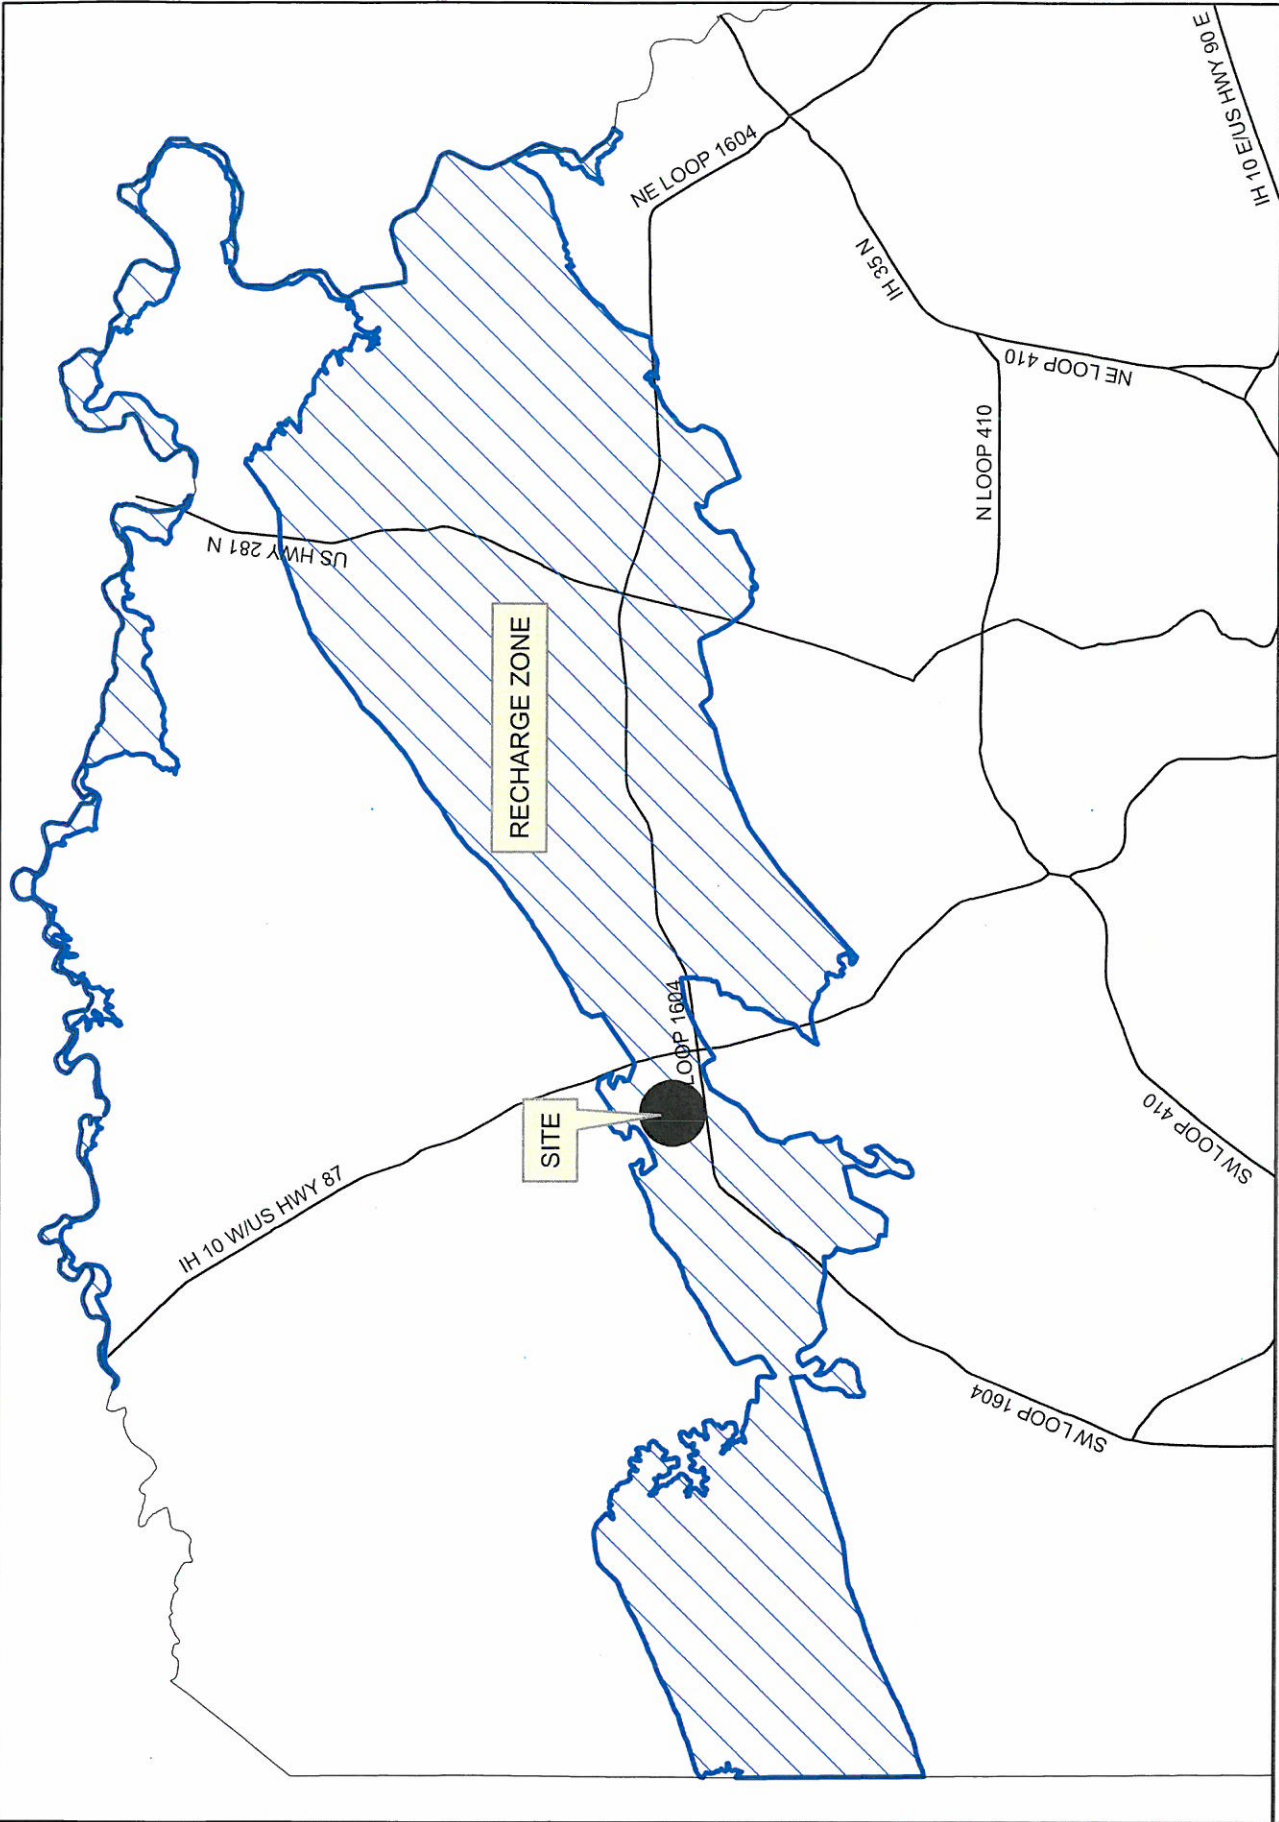 IH 10 E/US HWY 90 E
NE LOOP 1604
IH 35 N
NE LOOP 410
N LOOP 410
US HWY 281 N
RECHARGE ZONE
LOOP 1604
SITE
IH 10 W/US HWY 87
SW LOOP 410
SW LOOP 1604